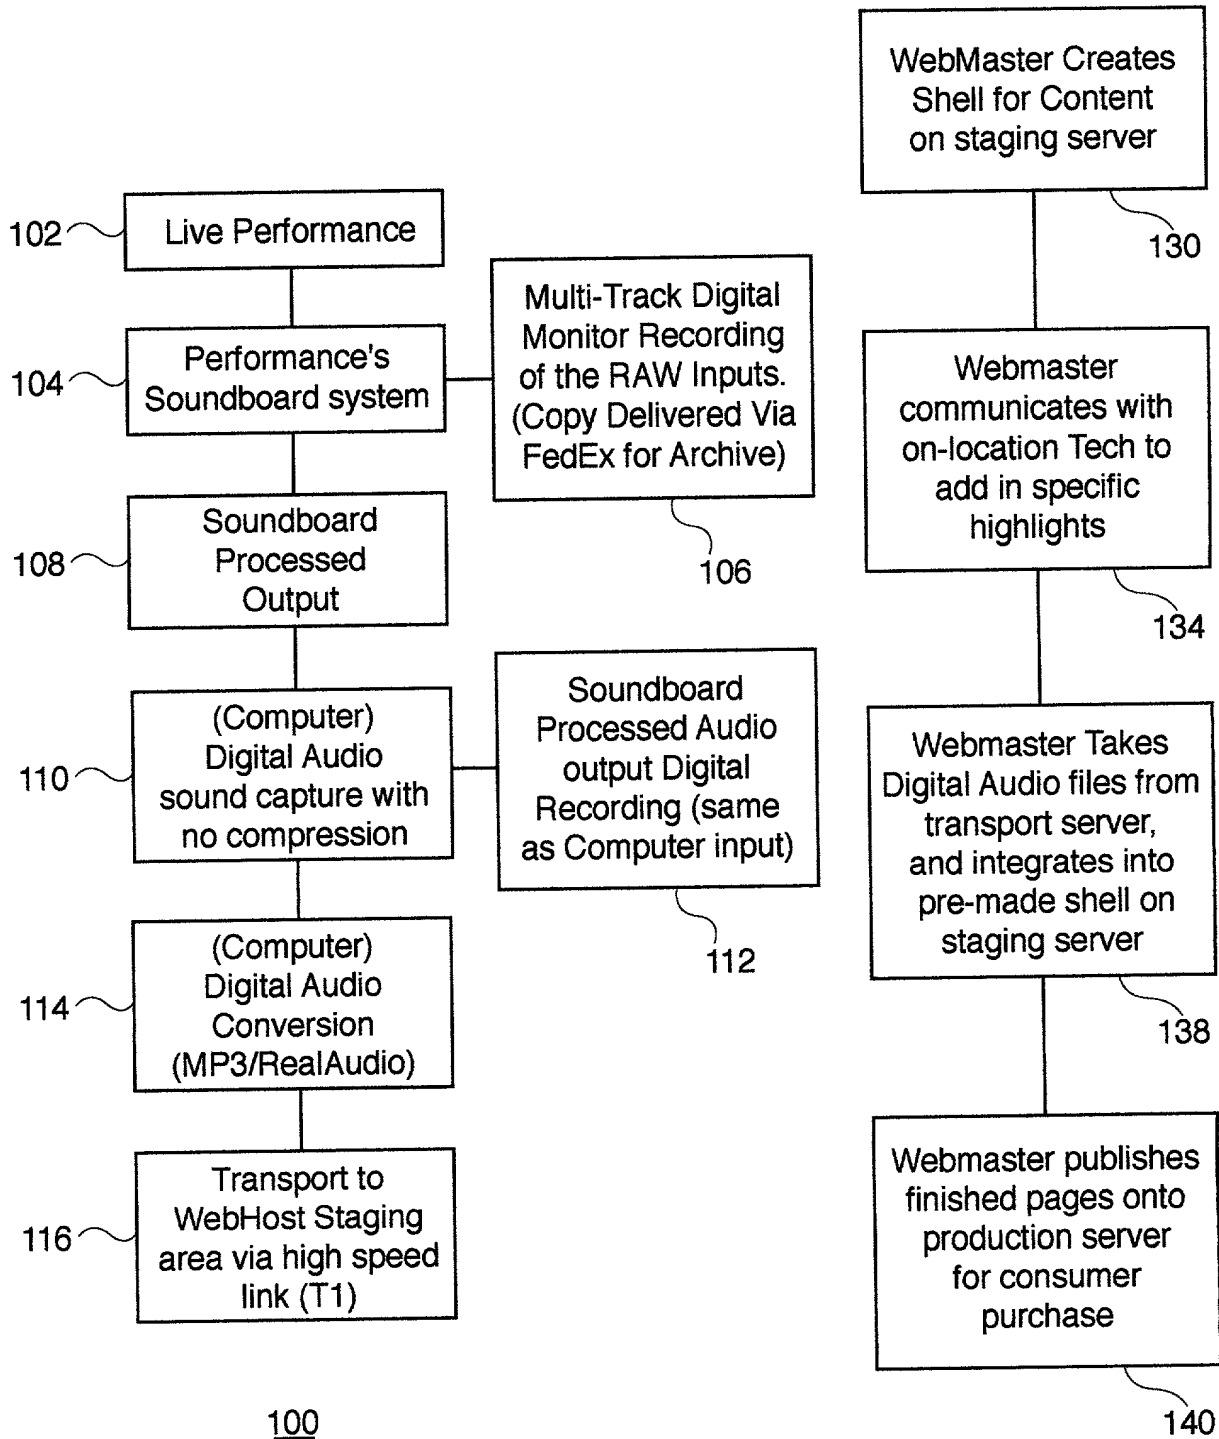 102
Live Performance
104
Performance's
Soundboard system
Multi-Track Digital
Monitor Recording
of the RAW Inputs.
(Copy Delivered Via
FedEx for Archive)
106
108
Soundboard
Processed
Output
110
(Computer)
Digital Audio
sound capture with
no compression
Soundboard
Processed Audio
output Digital
Recording (same
as Computer input)
112
114
(Computer)
Digital Audio
Conversion
(MP3/RealAudio)
116
Transport to
WebHost Staging
area via high speed
link (T1)
100
WebMaster Creates
Shell for Content
on staging server
130
Webmaster
communicates with
on-location Tech to
add in specific
highlights
134
Webmaster Takes
Digital Audio files from
transport server,
and integrates into
pre-made shell on
staging server
138
Webmaster publishes
finished pages onto
production server
for consumer
purchase
140